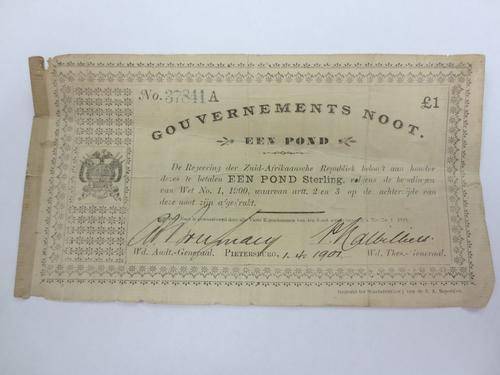 No. 37841 A
£1
GOUVERNEMENTS NOOT.
EEN POND
De Regeering der Zuid-Afrikaansche Republiek belooft aan houder
dezes te betalen EEN POND Sterling, volgens de bepalingen
van Wet No. 1, 1900, waarvan artt. 2 en 3 op de achterzijde van
deze noot zijn afgedrukt.
Wd. Audt.-Generaal. PIETERSBURG, 1.4.1901. Wd. Thes.-Generaal.